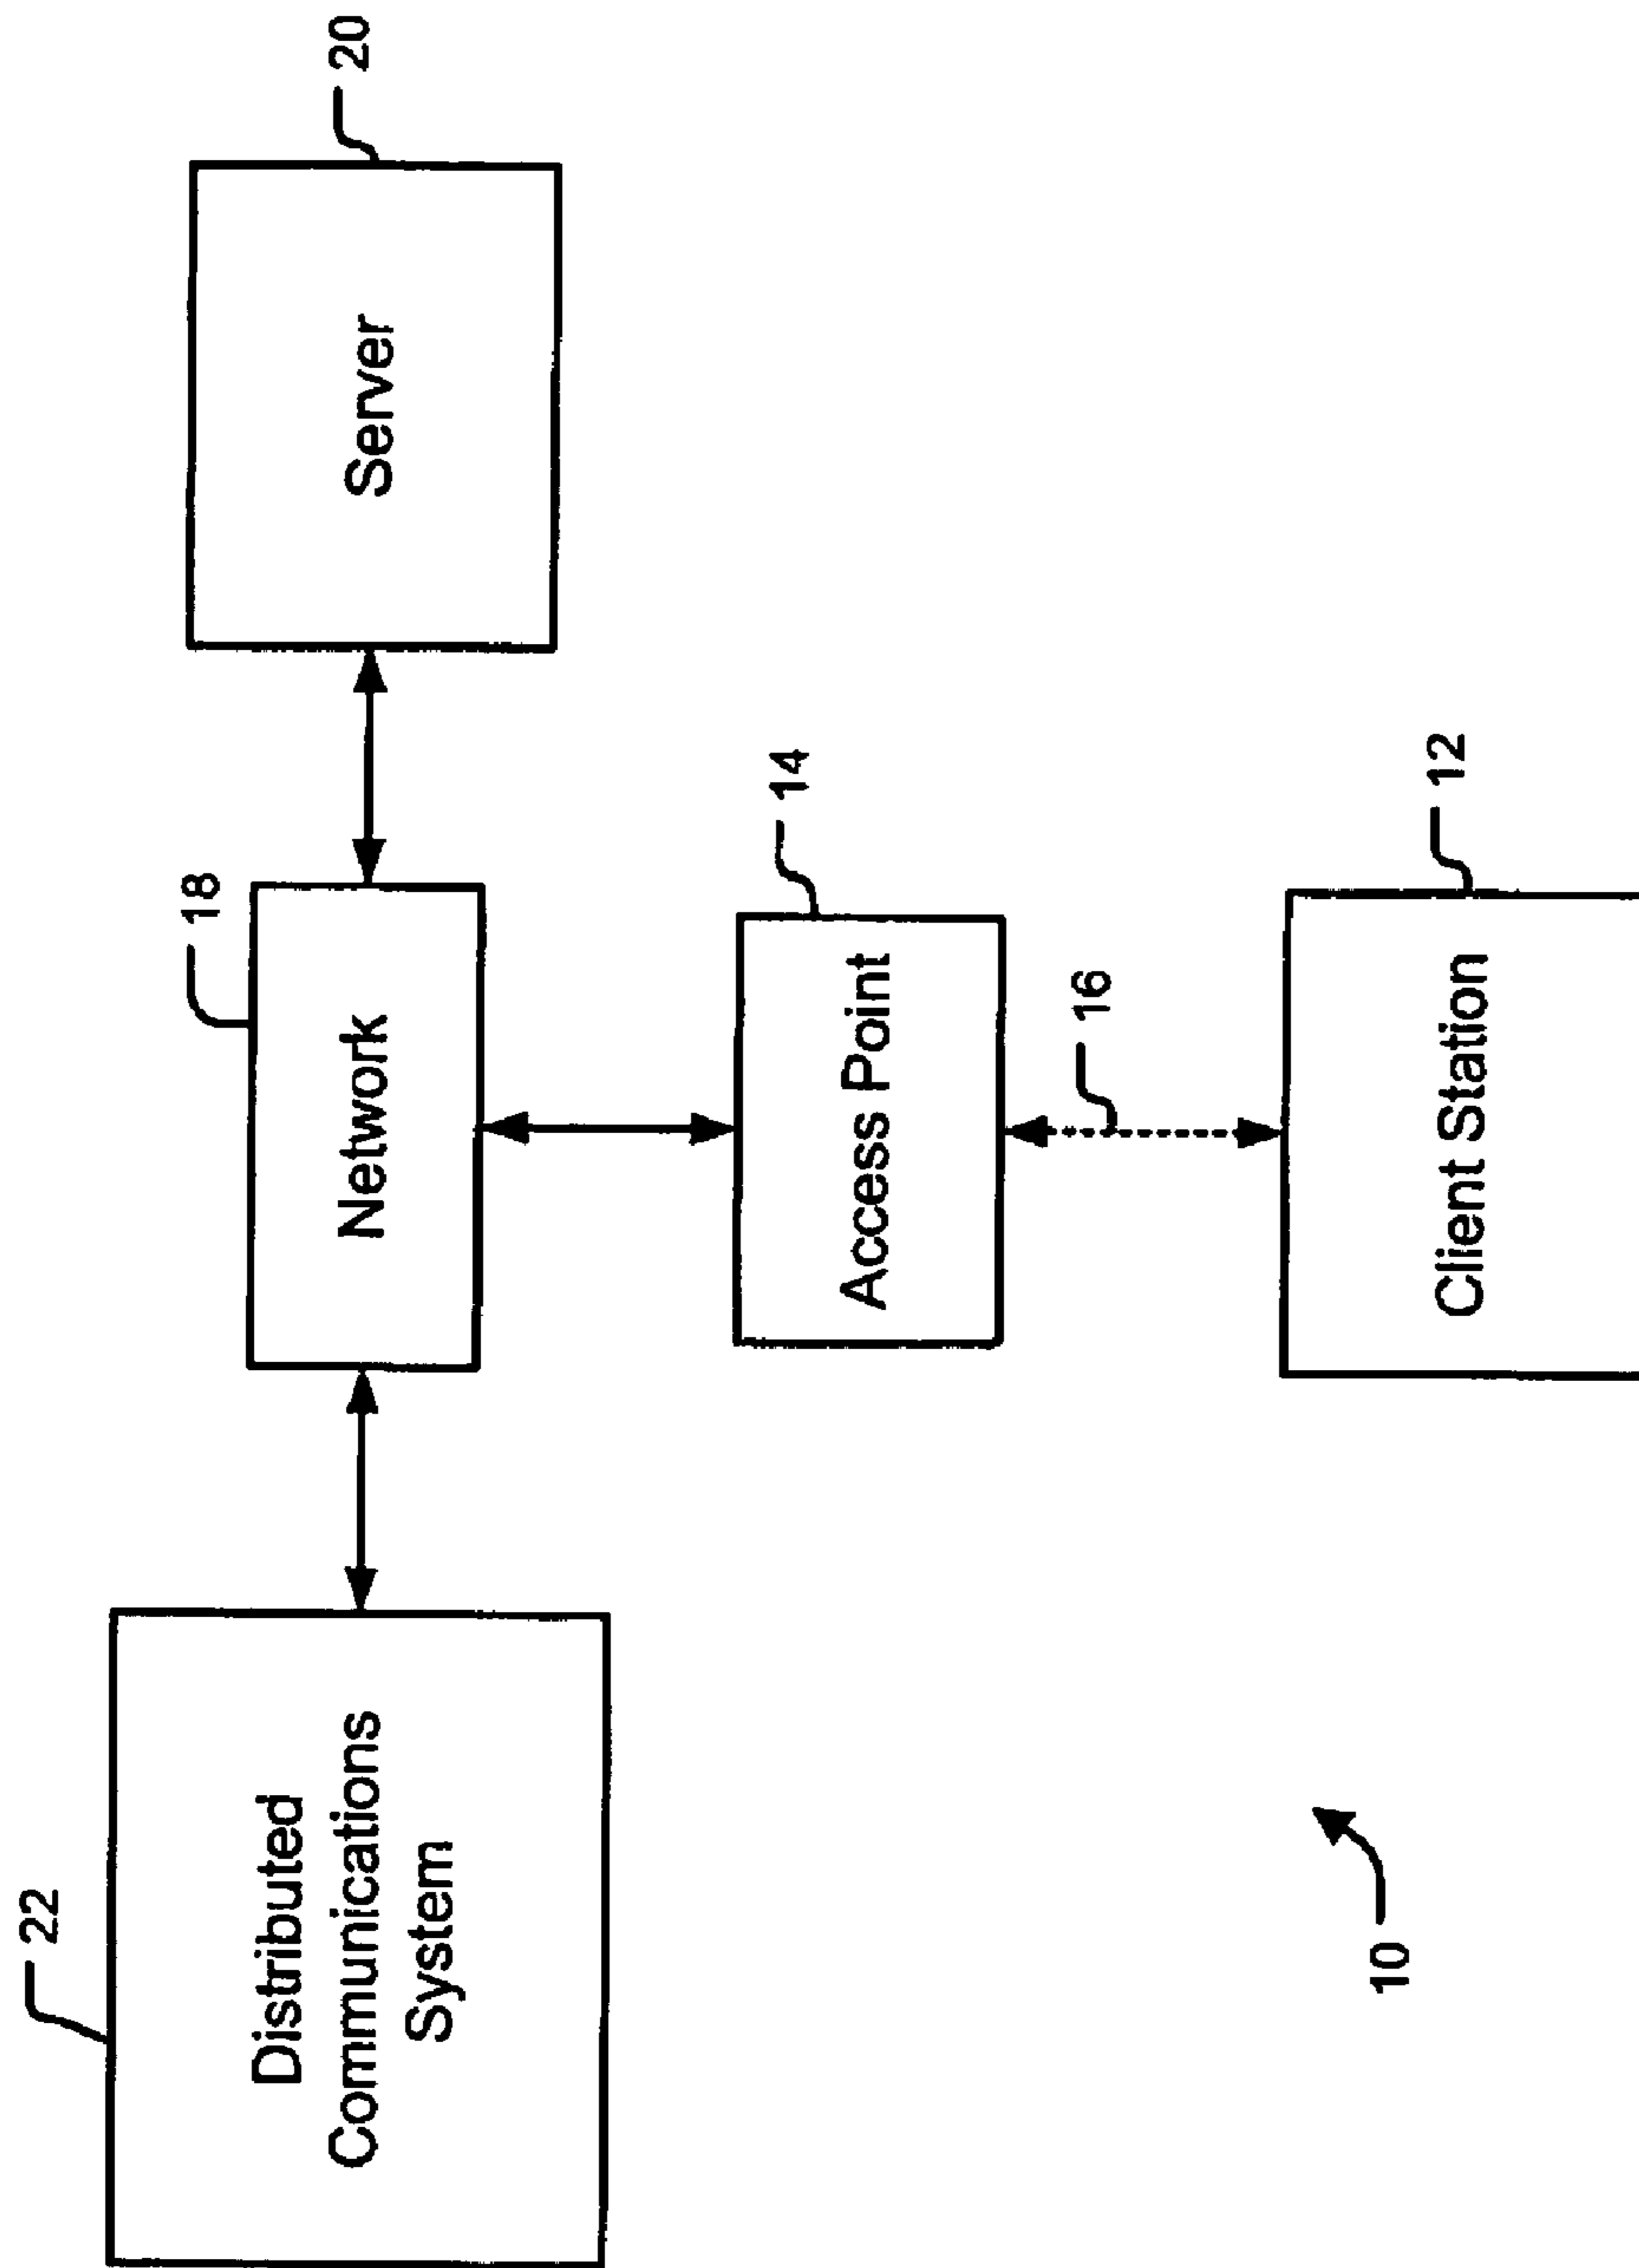 22
Distributed
Communications
System
18
Network
20
Server
14
Access Point
16
12
Client Station
10